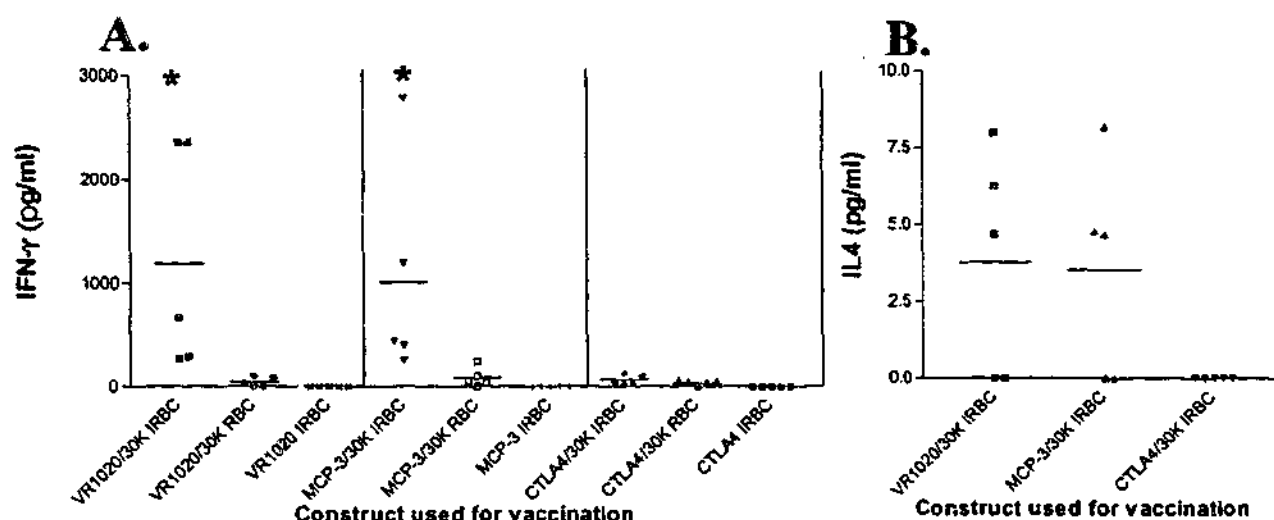 A.
IFN-γ (pg/ml)
3000
2000
1000
0
*
*
VR1020/30K IRBC
VR1020/30K RBC
VR1020 IRBC
MCP-3/30K IRBC
MCP-3/30K RBC
MCP-3 IRBC
CTLA4/30K IRBC
CTLA4/30K RBC
CTLA4 IRBC
Construct used for vaccination
B.
IL4 (pg/ml)
10.0
7.5
5.0
2.5
0.0
VR1020/30K IRBC
MCP-3/30K IRBC
CTLA4/30K IRBC
Construct used for vaccination